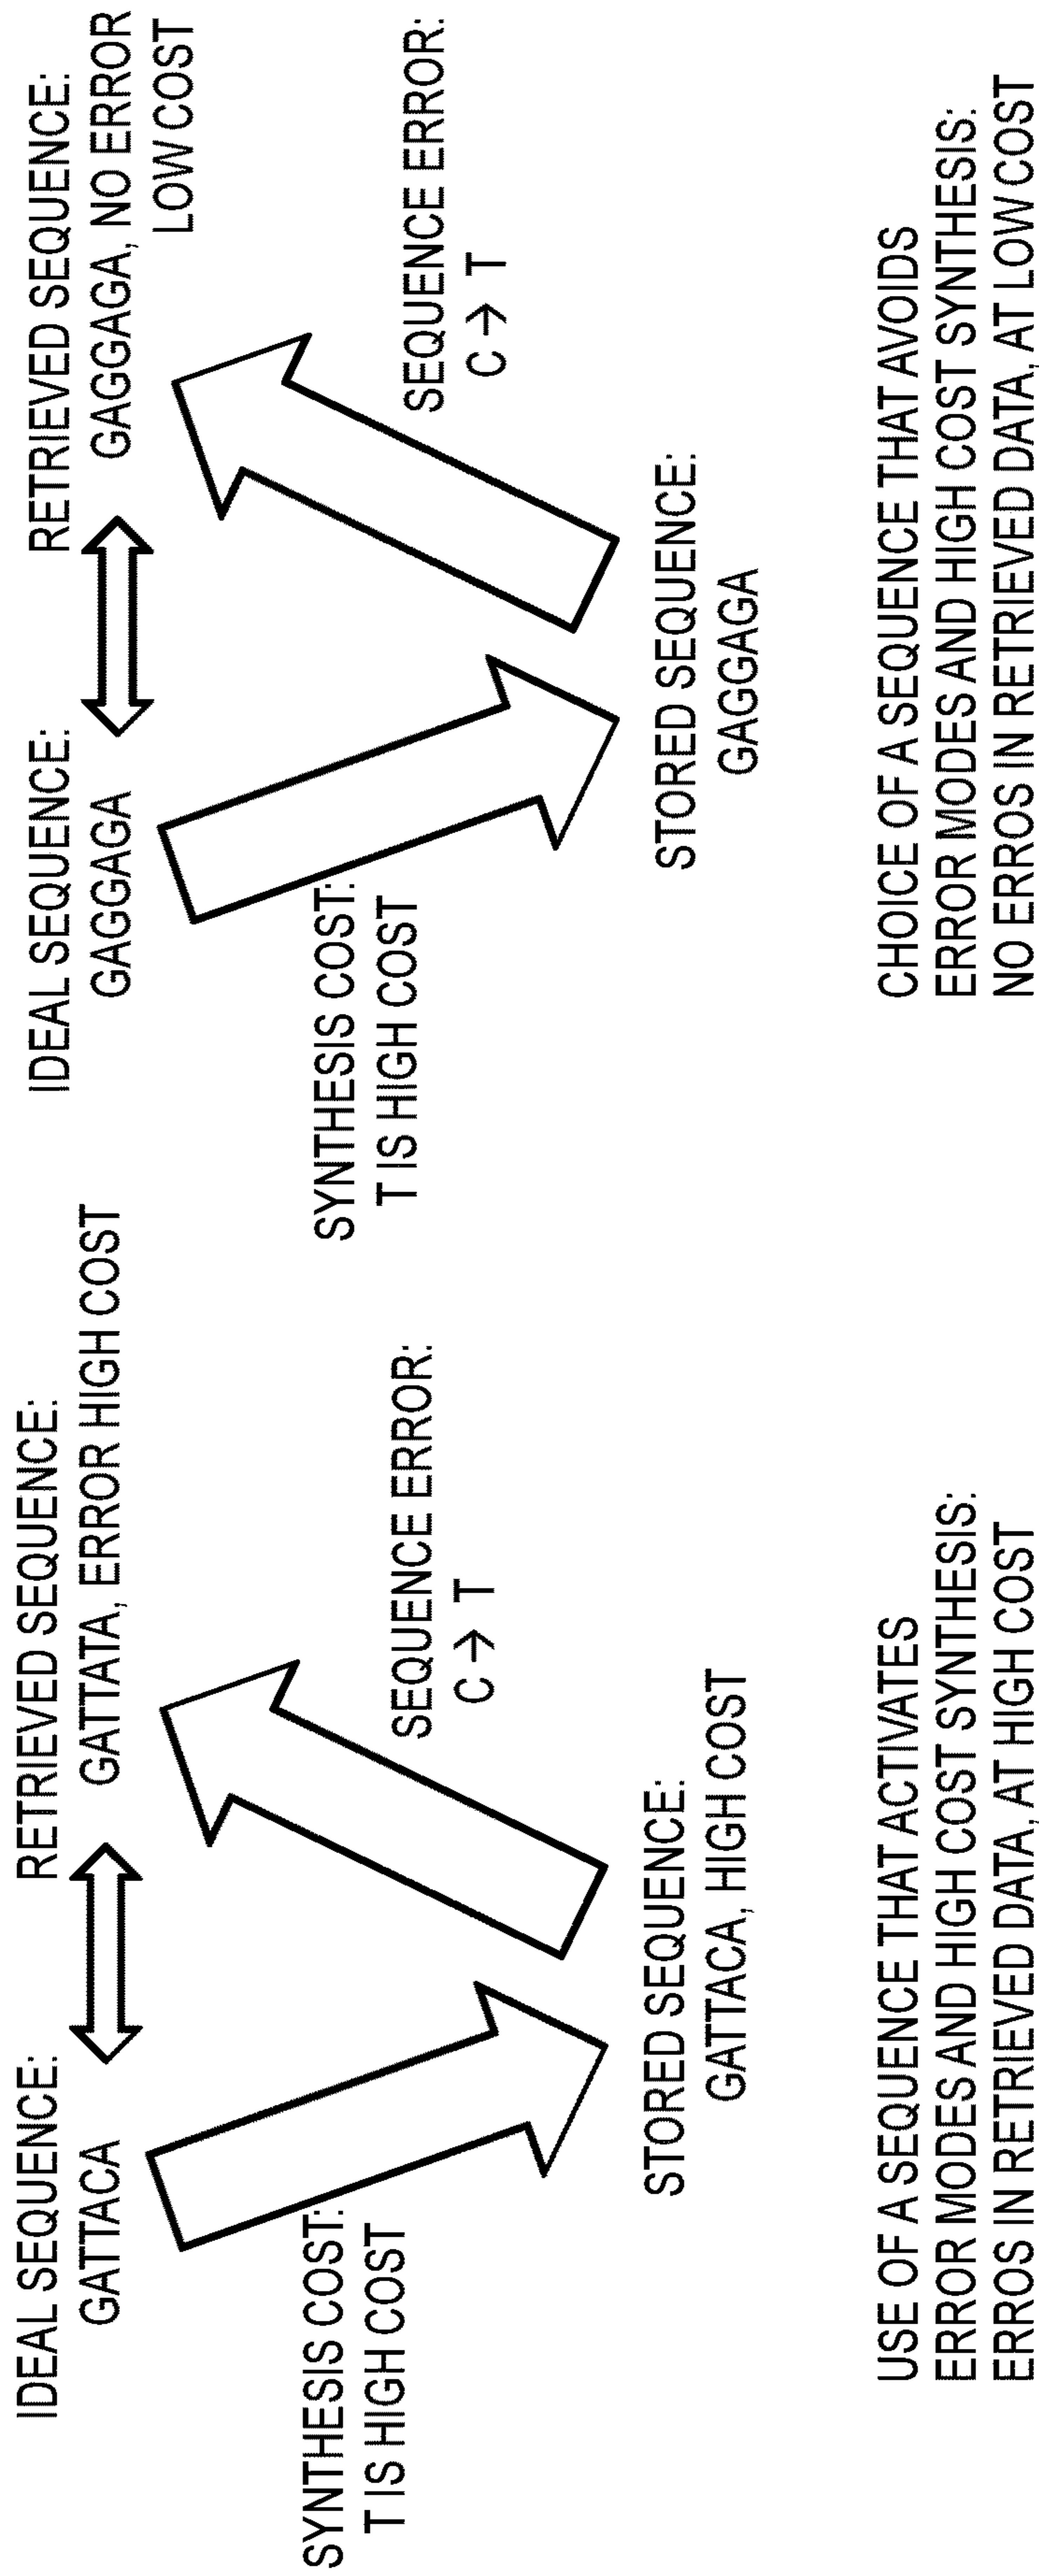 IDEAL SEQUENCE:
GATTACA
RETRIEVED SEQUENCE:
GATTATA, ERROR HIGH COST
SYNTHESIS COST:
T IS HIGH COST
SEQUENCE ERROR:
C → T
STORED SEQUENCE:
GATTACA, HIGH COST
USE OF A SEQUENCE THAT ACTIVATES
ERROR MODES AND HIGH COST SYNTHESIS:
ERROS IN RETRIEVED DATA, AT HIGH COST
IDEAL SEQUENCE:
GAGGAGA
RETRIEVED SEQUENCE:
GAGGAGA, NO ERROR
LOW COST
SYNTHESIS COST:
T IS HIGH COST
SEQUENCE ERROR:
C → T
STORED SEQUENCE:
GAGGAGA
CHOICE OF A SEQUENCE THAT AVOIDS
ERROR MODES AND HIGH COST SYNTHESIS:
NO ERROS IN RETRIEVED DATA, AT LOW COST